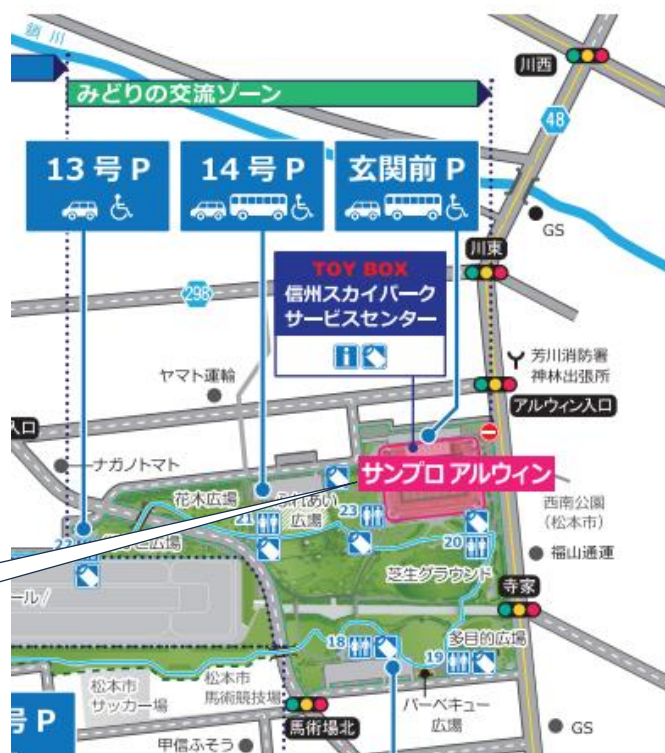 鎖川
川西
みどりの交流ゾーン
48
13号P
14号P
玄関前P
GS
川東
298
TOY BOX
信州スカイパーク
サービスセンター
i
芳川消防署
神林出張所
ヤマト運輸
アルウィン入口
入口
ナガノトマト
サンプロ アルウィン
花木広場
ふれあい
広場
西南公園
(松本市)
21
23
22
広場
20
福山通運
芝生グラウンド
ール!
寺家
18
多目的広場
19
松本市
サッカー場
松本市
馬術競技場
バーベキュー
広場
号P
馬術場北
GS
甲信ふそう